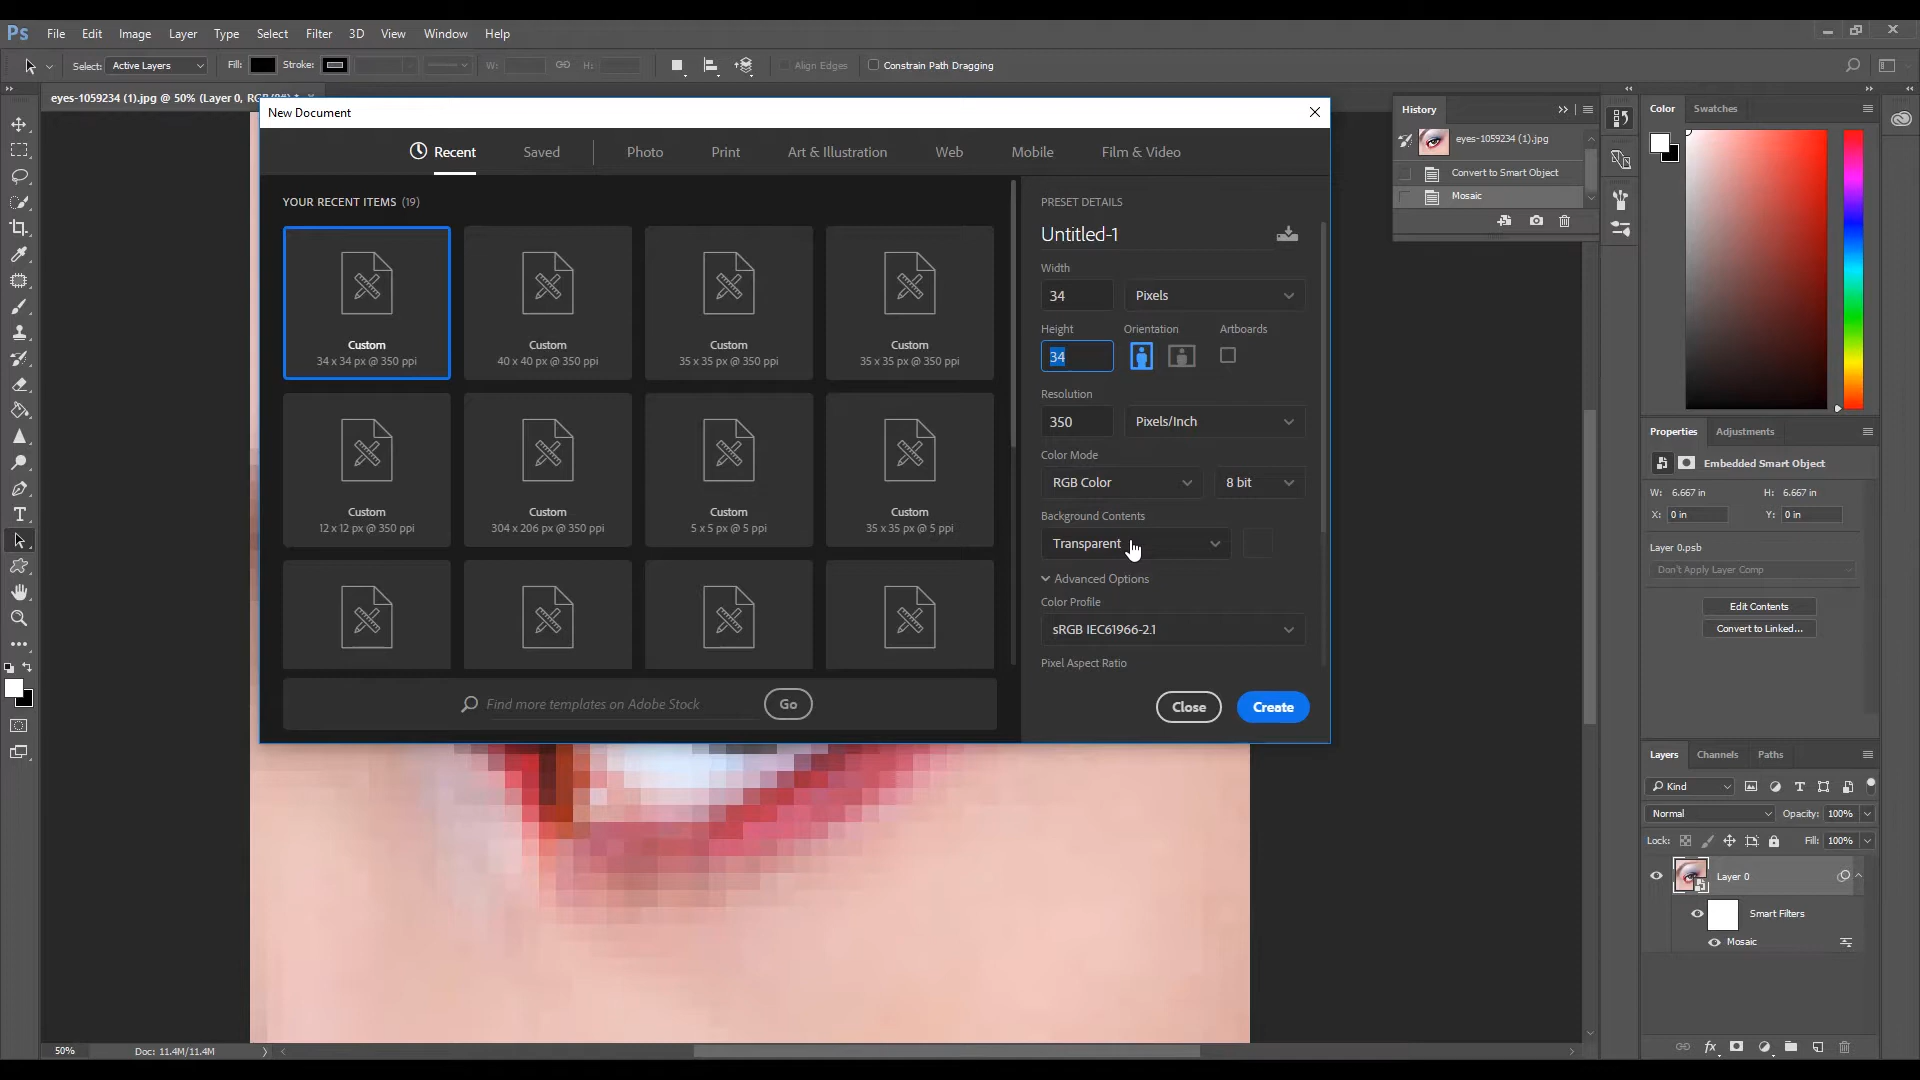 Ps File Edit Image Layer Type Select Filter 3D View Window Help
Select: Active Layers Fill: Stroke: W: H: Align Edges Constrain Path Dragging
eyes-1059234 (1).jpg @ 50% (Layer 0, RGB/8#) *
New Document
Recent Saved Photo Print Art & Illustration Web Mobile Film & Video
YOUR RECENT ITEMS (19)
Custom
34 x 34 px @ 350 ppi
Custom
40 x 40 px @ 350 ppi
Custom
35 x 35 px @ 350 ppi
Custom
35 x 35 px @ 350 ppi
Custom
12 x 12 px @ 350 ppi
Custom
304 x 206 px @ 350 ppi
Custom
5 x 5 px @ 5 ppi
Custom
35 x 35 px @ 5 ppi
Find more templates on Adobe Stock Go
PRESET DETAILS
Untitled-1
Width
34 Pixels
Height Orientation Artboards
34
Resolution
350 Pixels/Inch
Color Mode
RGB Color 8 bit
Background Contents
Transparent
Advanced Options
Color Profile
sRGB IEC61966-2.1
Pixel Aspect Ratio
Close Create
History
eyes-1059234 (1).jpg
Convert to Smart Object
Mosaic
Color Swatches
Properties Adjustments
Embedded Smart Object
W: 6.667 in H: 6.667 in
X: 0 in Y: 0 in
Layer 0.psb
Don't Apply Layer Comp
Edit Contents
Convert to Linked...
Layers Channels Paths
Kind
Normal Opacity: 100%
Lock: Fill: 100%
Layer 0
Smart Filters
Mosaic
fx
50% Doc: 11.4M/11.4M